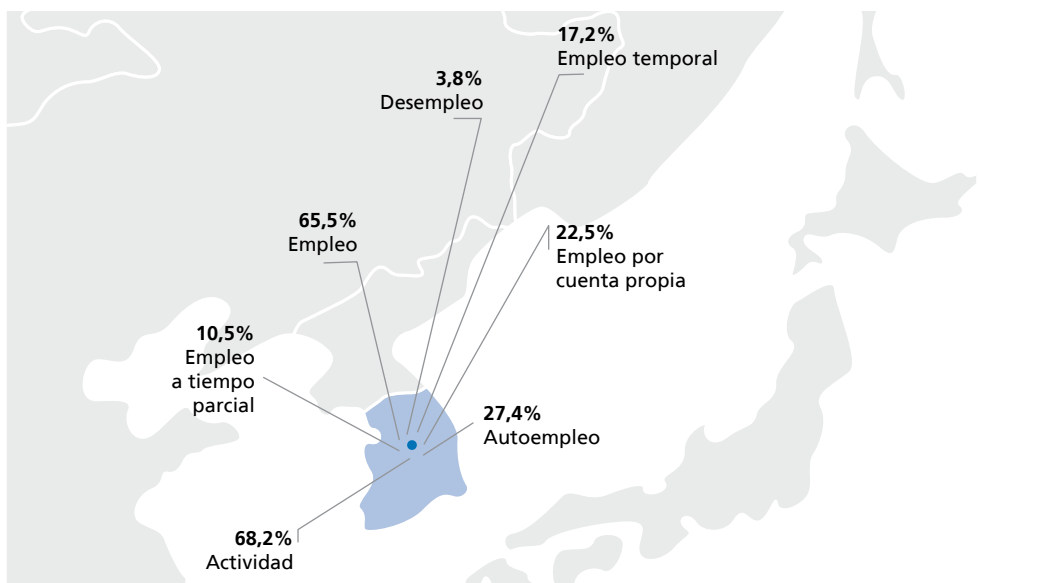 17,2%
Empleo temporal
3,8%
Desempleo
65,5%
Empleo
22,5%
Empleo por
cuenta propia
10,5%
Empleo
a tiempo
parcial
27,4%
Autoempleo
68,2%
Actividad